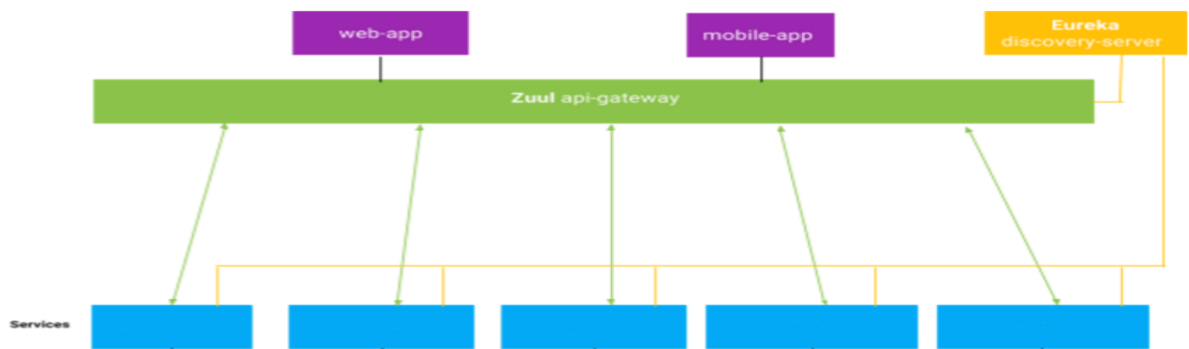 web-app
mobile-app
Eureka
discovery-server
Zuul api-gateway
Services